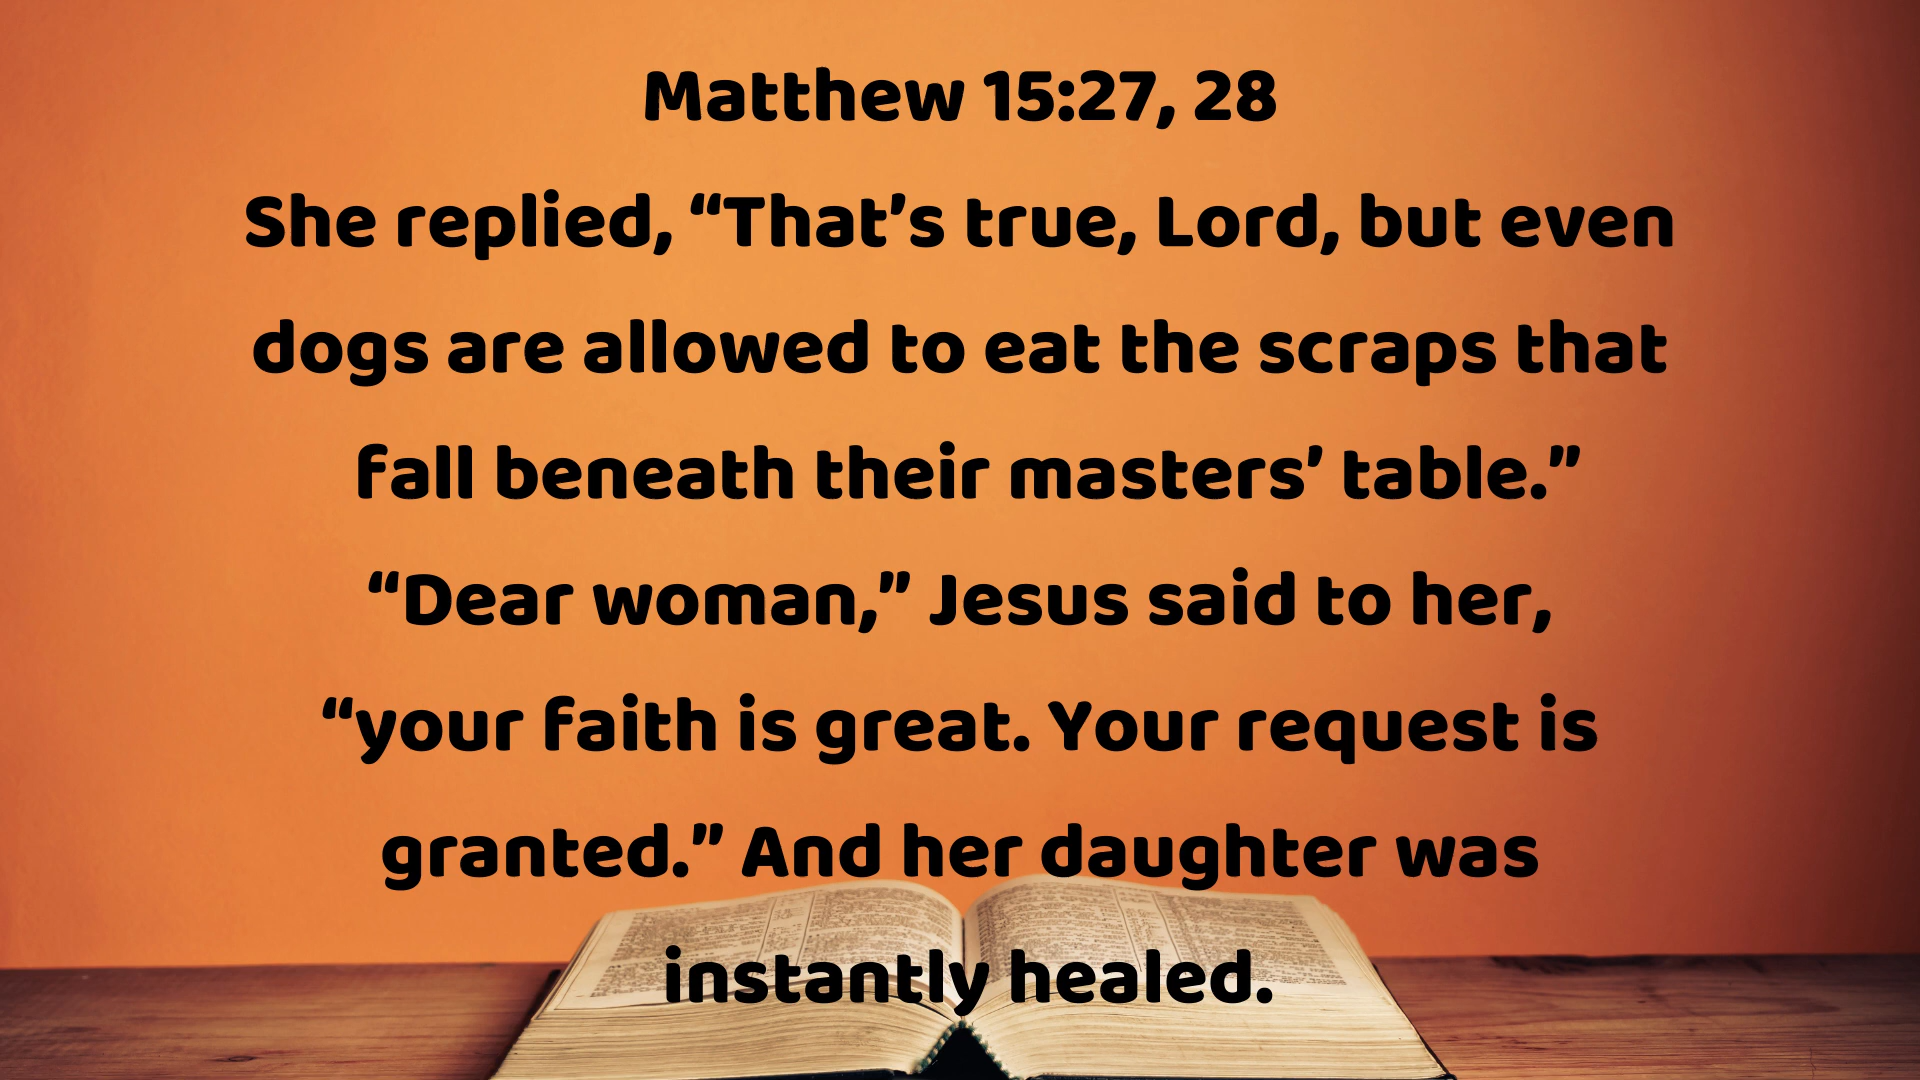 Matthew 15:27, 28
She replied, “That’s true, Lord, but even
dogs are allowed to eat the scraps that
fall beneath their masters’ table.”
“Dear woman,” Jesus said to her,
“your faith is great. Your request is
granted.” And her daughter was
instantly healed.